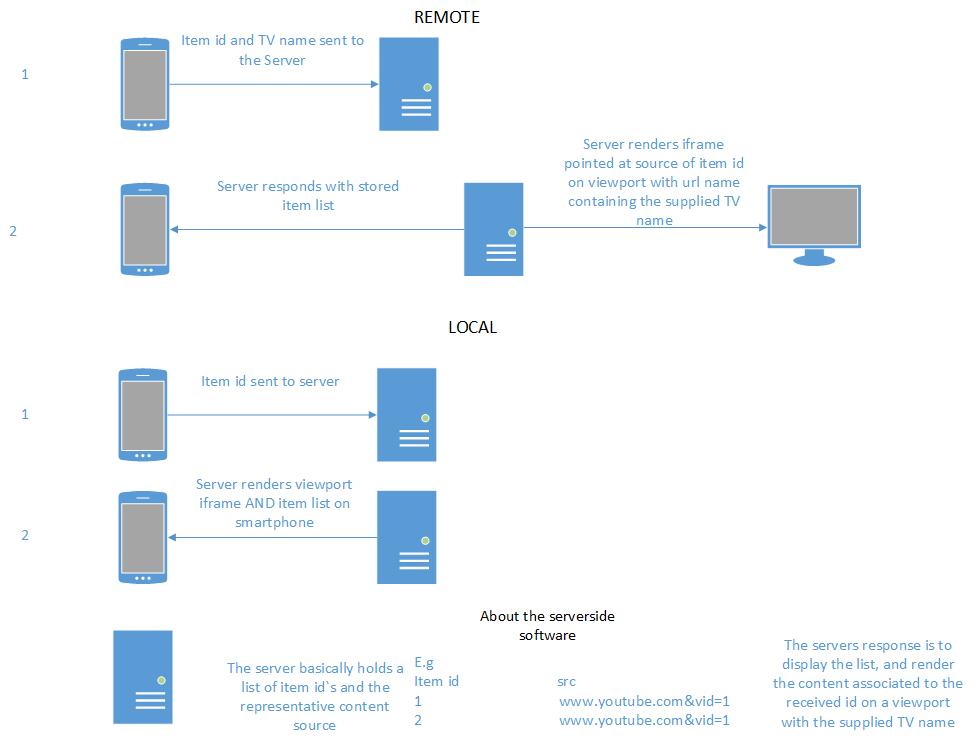 REMOTE
1
Item id and TV name sent to
the Server
2
Server responds with stored
item list
Server renders iframe
pointed at source of item id
on viewport with url name
containing the supplied TV
name
LOCAL
1
Item id sent to server
2
Server renders viewport
iframe AND item list on
smartphone
About the serverside
software
The server basically holds a
list of item id`s and the
representative content
source
E.g
Item id src
1 www.youtube.com&vid=1
2 www.youtube.com&vid=1
The servers response is to
display the list, and render
the content associated to the
received id on a viewport
with the supplied TV name